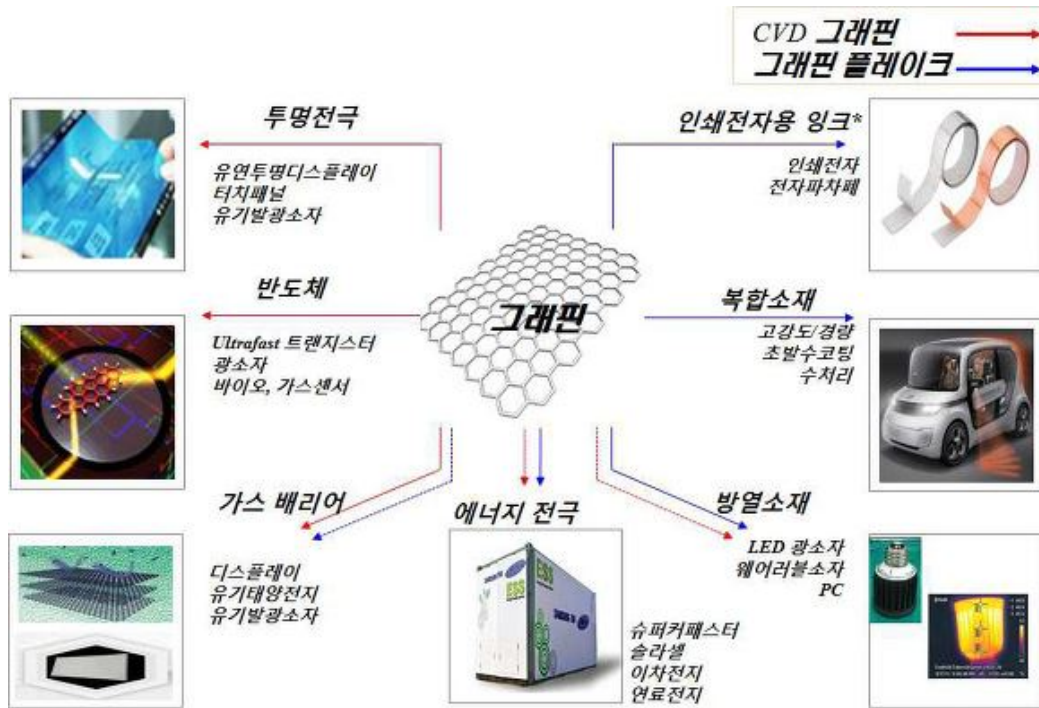 CVD 그래핀
그래핀 플레이크
투명전극
유연투명디스플레이
터치패널
유기발광소자
인쇄전자용 잉크*
인쇄전자
전자파차폐
반도체
Ultrafast 트랜지스터
광소자
바이오, 가스센서
그래핀
복합소재
고강도/경량
초발수코팅
수처리
가스 배리어
디스플레이
유기태양전지
유기발광소자
에너지 전극
ESS
ESS
슈퍼커패스터
솔라셀
이차전지
연료전지
방열소재
LED 광소자
웨어러블소자
PC